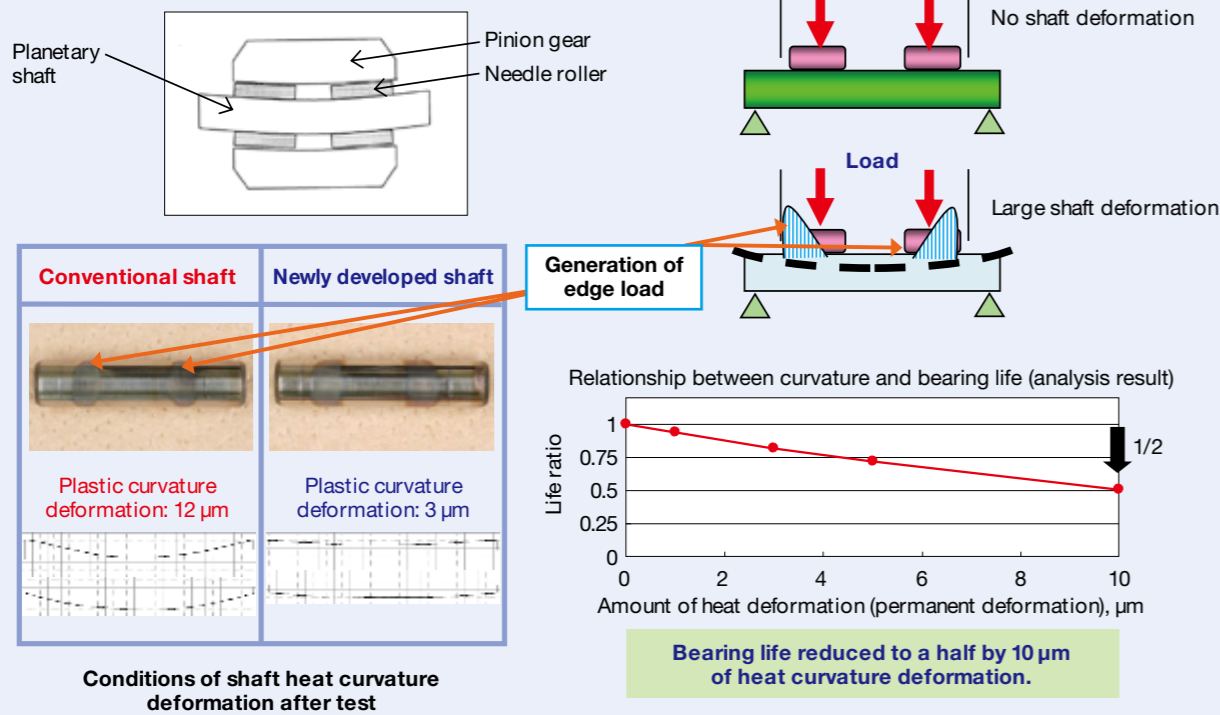 Planetary
shaft
Pinion gear
Needle roller
No shaft deformation
Load
Large shaft deformation
Generation of
edge load
Conventional shaft
Newly developed shaft
Plastic curvature
deformation: 12 µm
Plastic curvature
deformation: 3 µm
Conditions of shaft heat curvature
deformation after test
Relationship between curvature and bearing life (analysis result)
Life ratio
1
0.75
0.5
0.25
0
1/2
0 2 4 6 8 10
Amount of heat deformation (permanent deformation), µm
Bearing life reduced to a half by 10 µm
of heat curvature deformation.